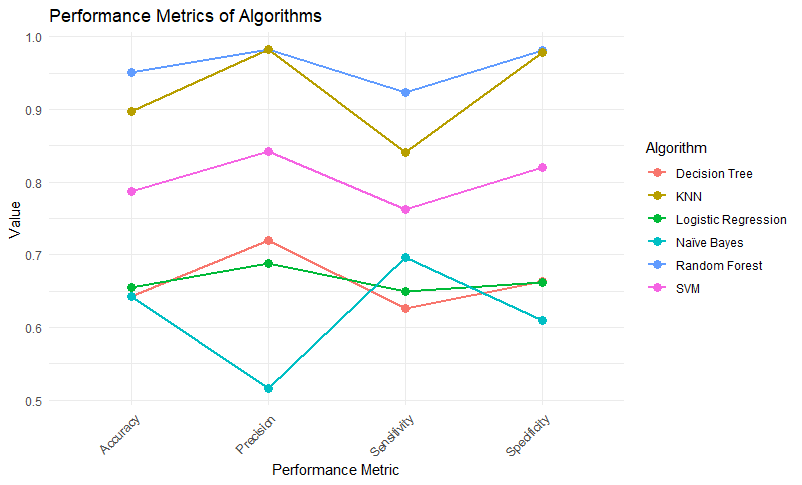 Performance Metrics of Algorithms
1.0
0.9
0.8
0.7
0.6
0.5
Value
Accuracy
Precision
Sensitivity
Specificity
Performance Metric
Algorithm
Decision Tree
KNN
Logistic Regression
Naïve Bayes
Random Forest
SVM